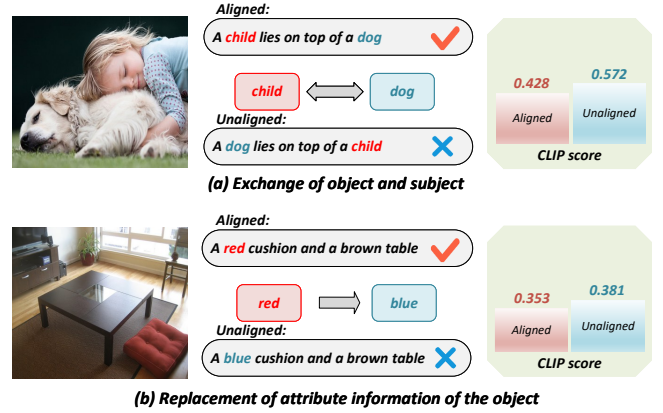 Aligned:
A child lies on top of a dog
child
dog
Unaligned:
A dog lies on top of a child
0.428
0.572
Aligned
Unaligned
CLIP score
(a) Exchange of object and subject
Aligned:
A red cushion and a brown table
red
blue
Unaligned:
A blue cushion and a brown table
0.353
0.381
Aligned
Unaligned
CLIP score
(b) Replacement of attribute information of the object